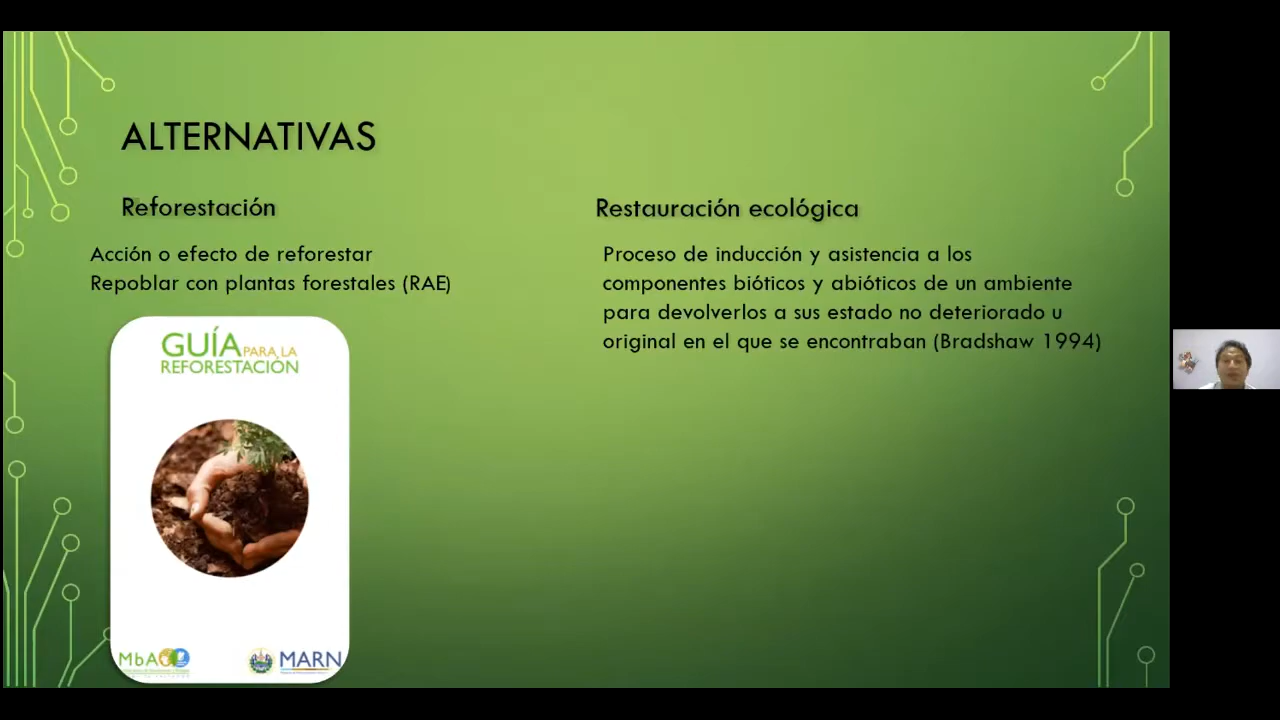 ALTERNATIVAS
Reforestación
Acción o efecto de reforestar
Repoblar con plantas forestales (RAE)
GUÍA PARA LA
REFORESTACIÓN
MbA
MARN
Restauración ecológica
Proceso de inducción y asistencia a los
componentes bióticos y abióticos de un ambiente
para devolverlos a sus estado no deteriorado u
original en el que se encontraban (Bradshaw 1994)